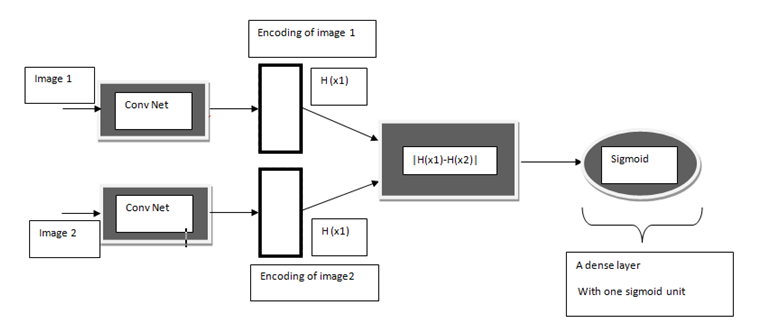 Encoding of image 1
Image 1
H (x1)
Conv Net
|H(x1)-H(x2)|
Sigmoid
Conv Net
Image 2
H (x1)
Encoding of image2
A dense layer
With one sigmoid unit